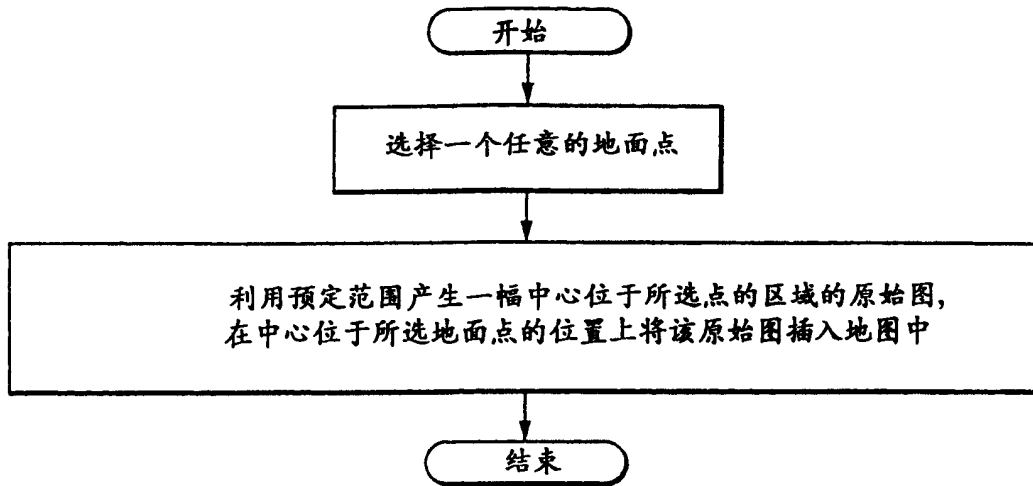 开始
选择一个任意的地面点
利用预定范围产生一幅中心位于所选点的区域的原始图,
在中心位于所选地面点的位置上将该原始图插入地图中
结束